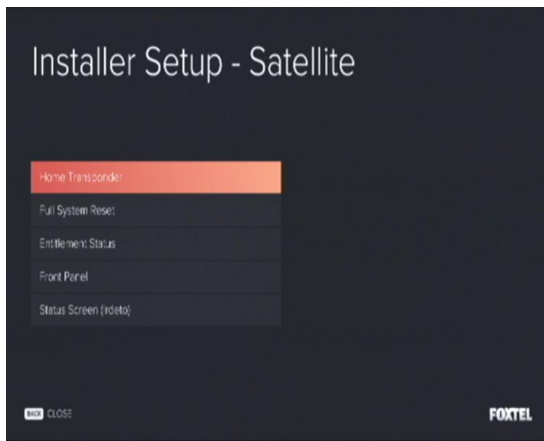 Installer Setup - Satellite
Home Transponder
Full System Reset
Entitlement Status
Front Panel
Status Screen (Irdeto)
BACK CLOSE
FOXTEL